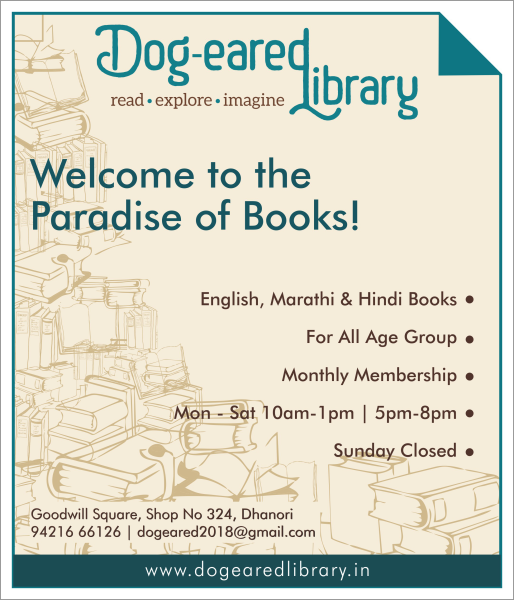 Dog-eared
Library
read • explore • imagine
Welcome to the
Paradise of Books!
English, Marathi & Hindi Books •
For All Age Group •
Monthly Membership •
Mon - Sat 10am-1pm | 5pm-8pm •
Sunday Closed •
Goodwill Square, Shop No 324, Dhanori
94216 66126 | dogeared2018@gmail.com
www.dogearedlibrary.in